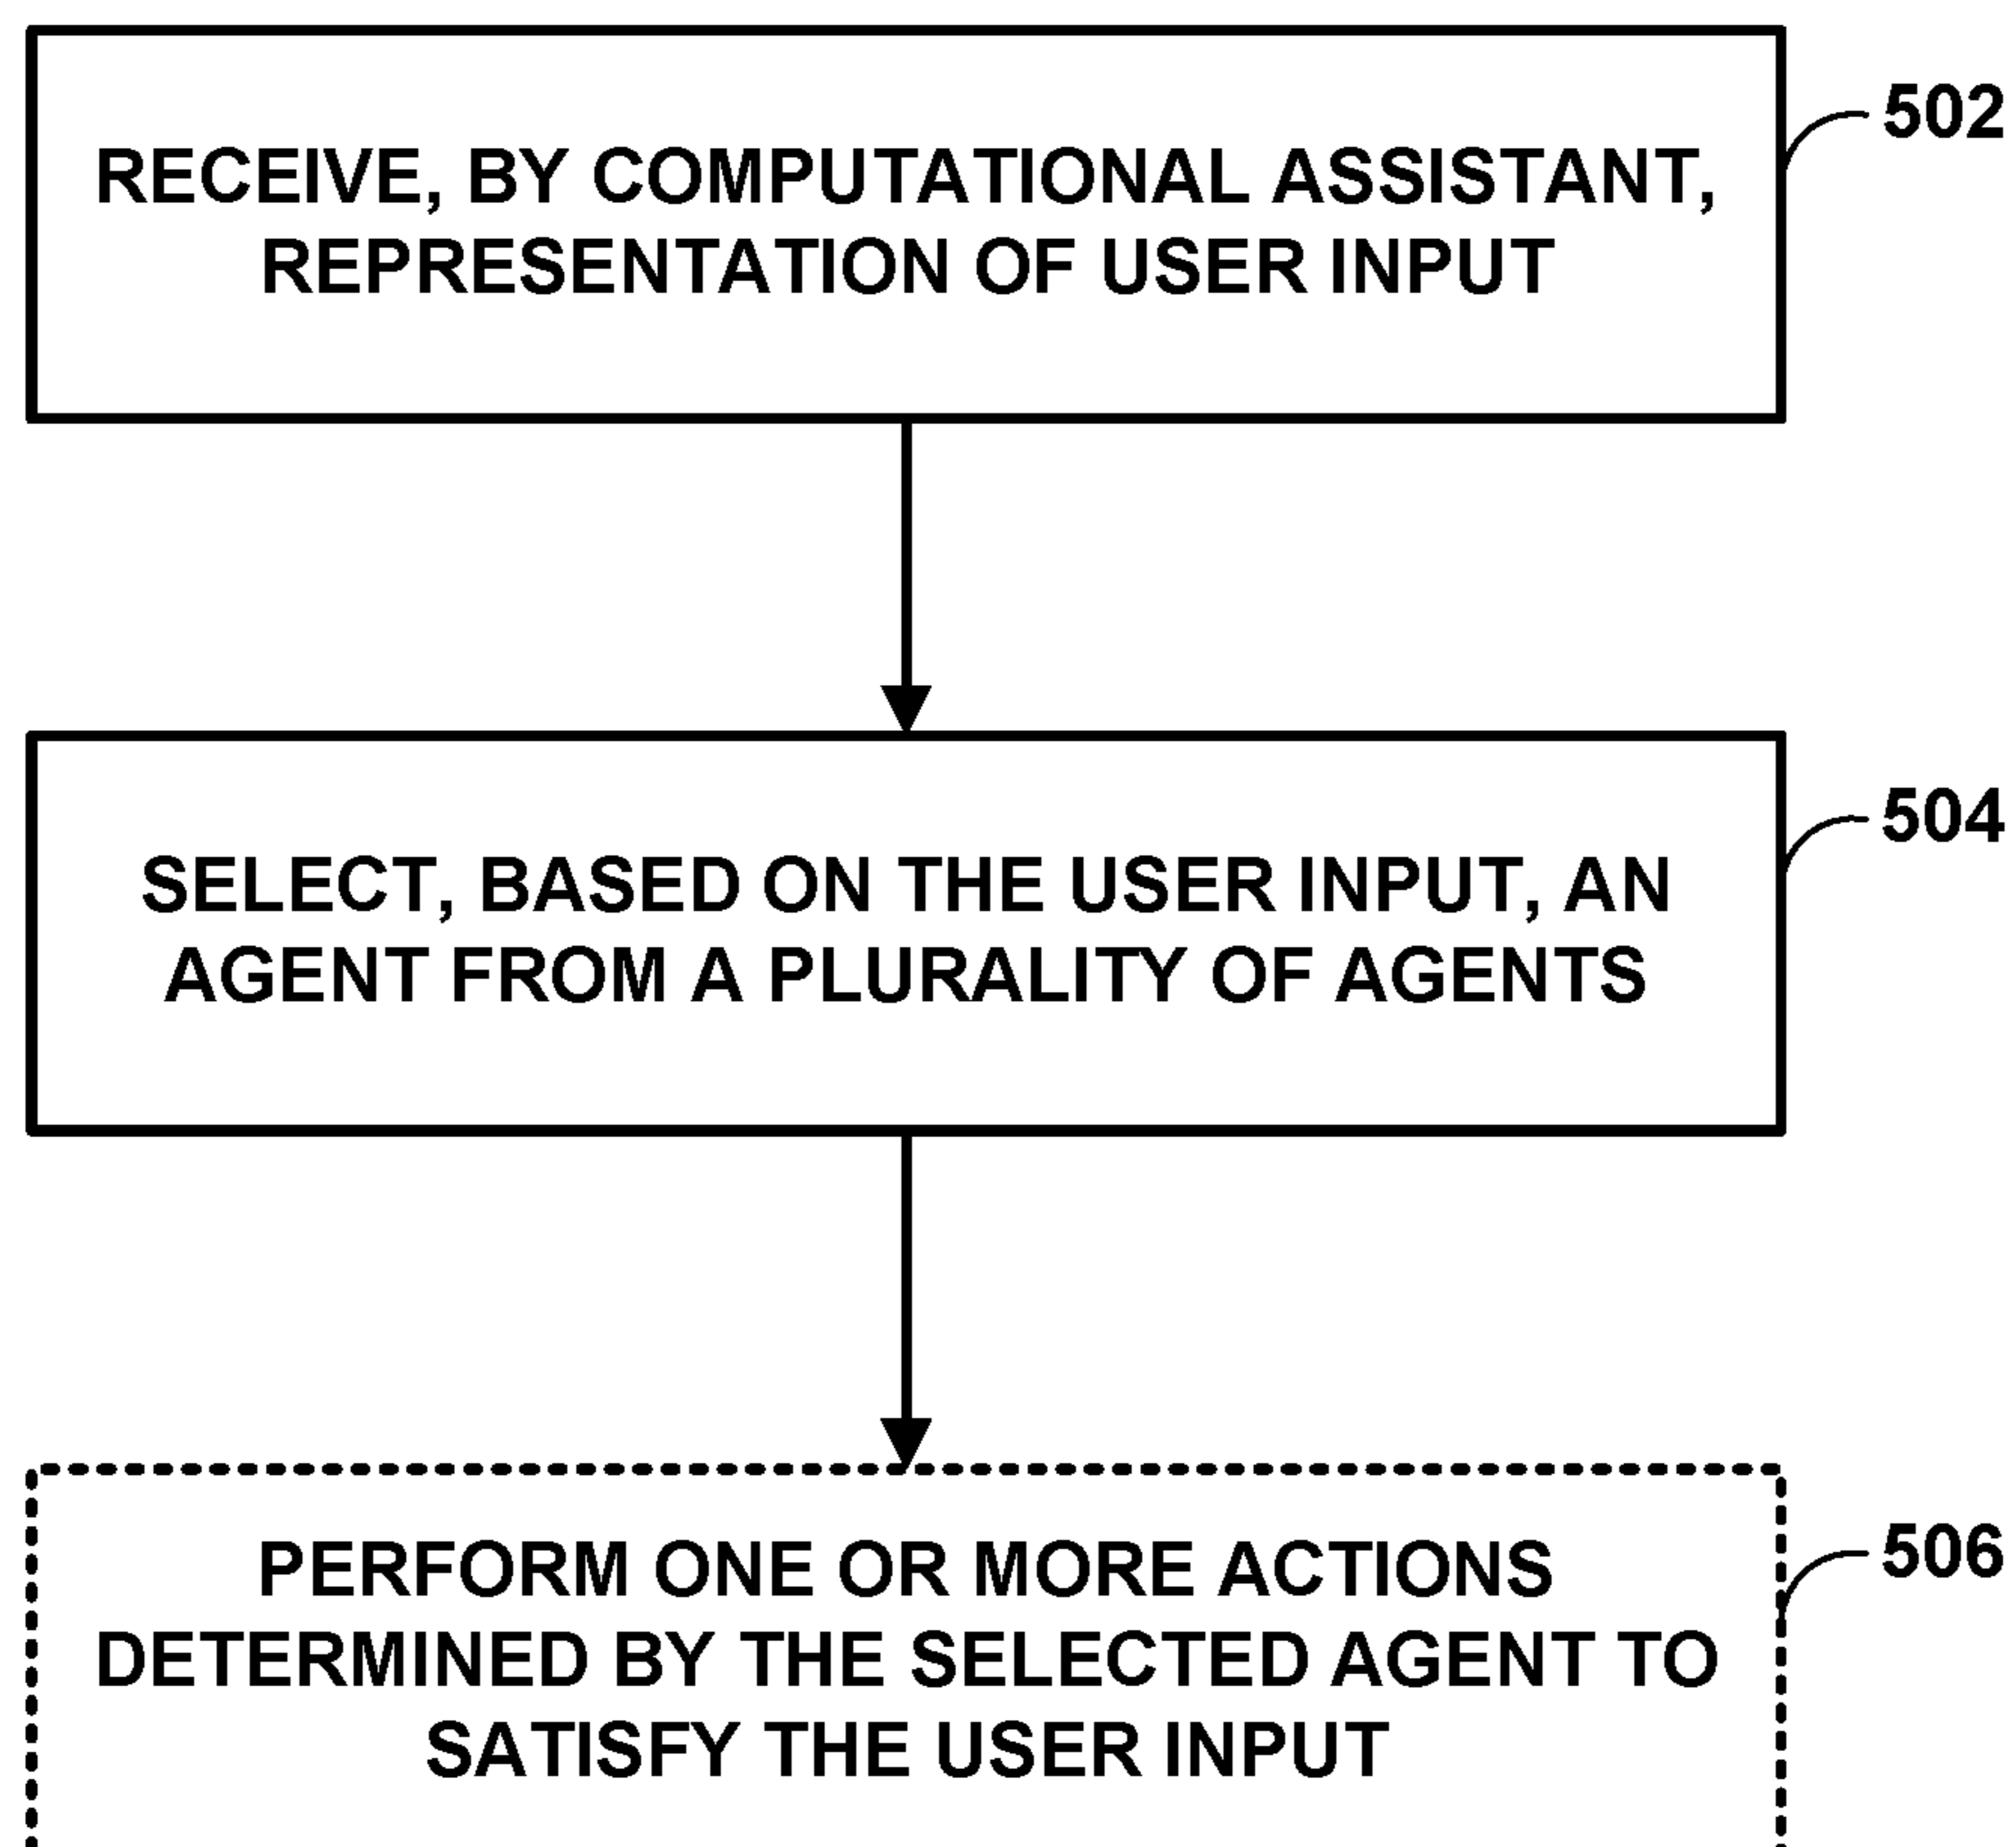 RECEIVE, BY COMPUTATIONAL ASSISTANT,
REPRESENTATION OF USER INPUT
502
SELECT, BASED ON THE USER INPUT, AN
AGENT FROM A PLURALITY OF AGENTS
504
PERFORM ONE OR MORE ACTIONS
DETERMINED BY THE SELECTED AGENT TO
SATISFY THE USER INPUT
506